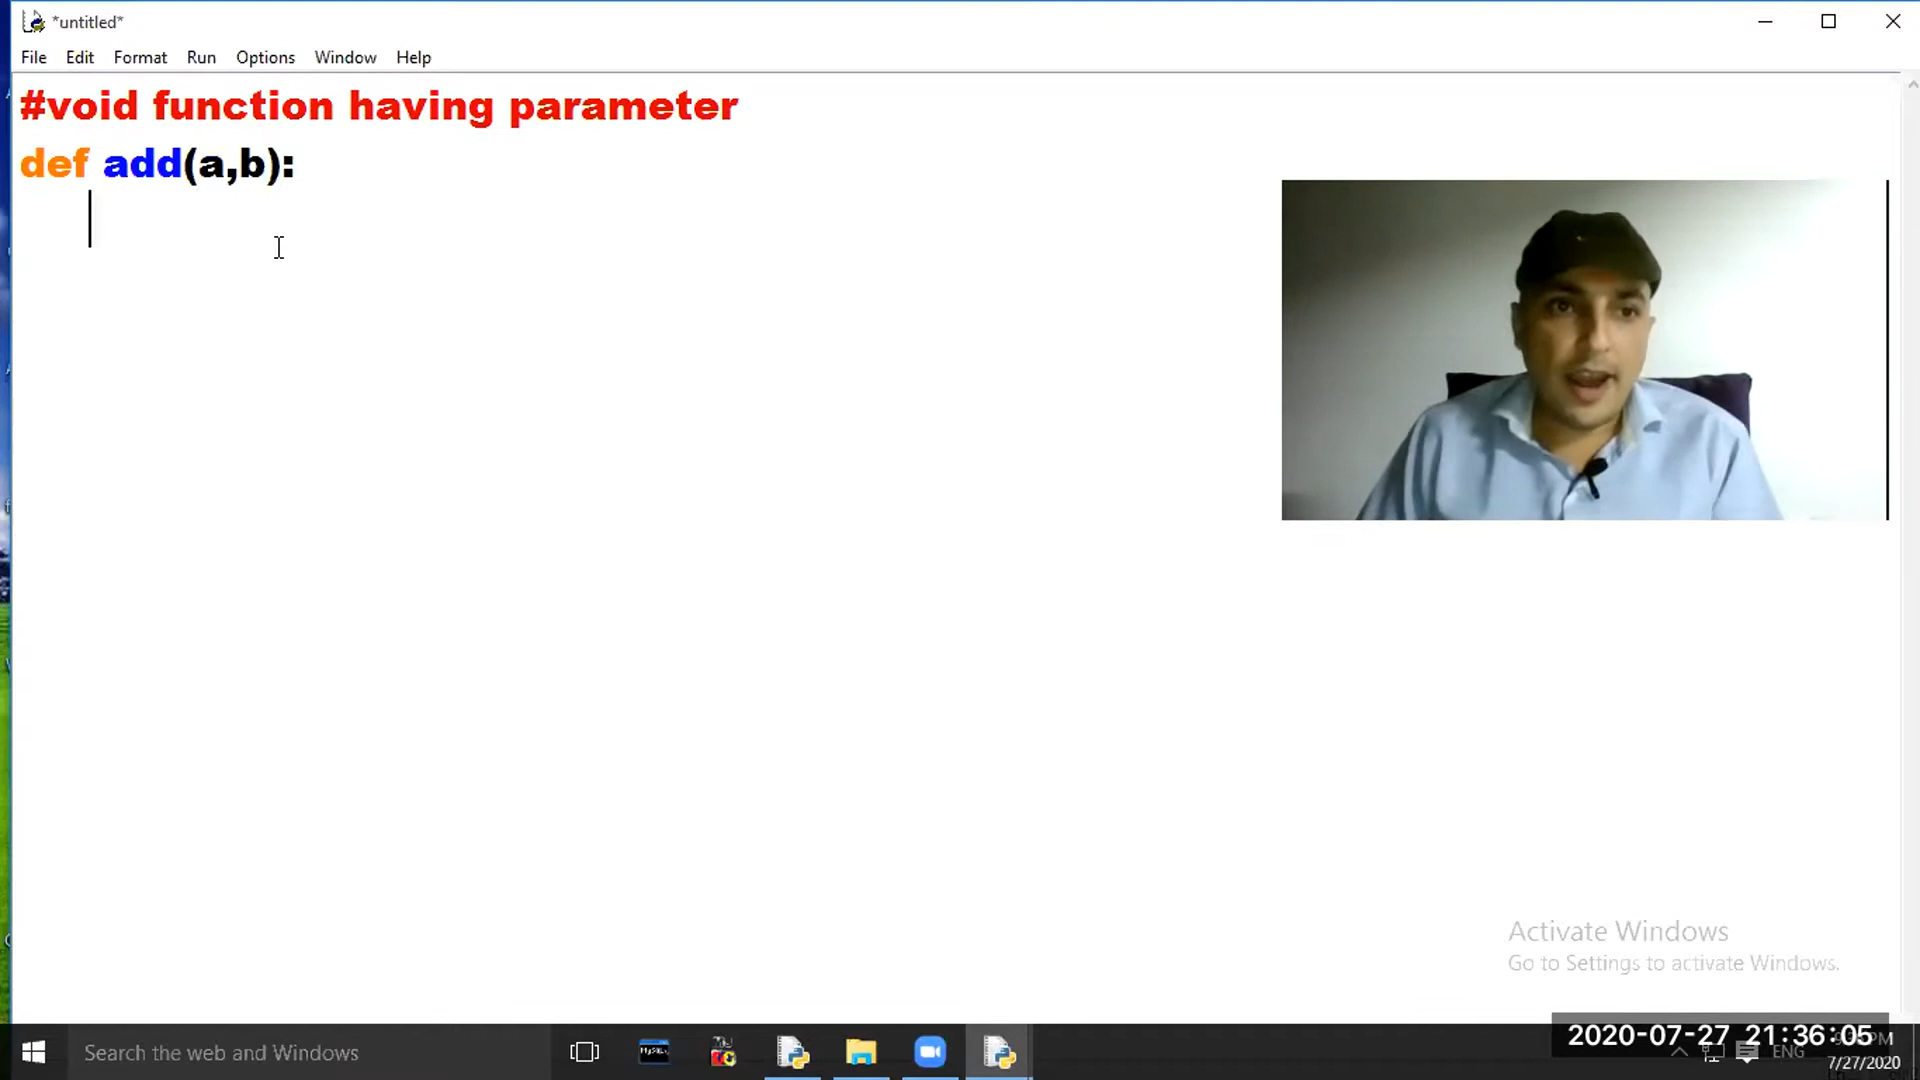 *untitled*
File Edit Format Run Options Window Help
#void function having parameter
def add(a,b):
Activate Windows
Go to Settings to activate Windows.
Search the web and Windows
MySQL
2020-07-27 21:36:05
ENG
7/27/2020